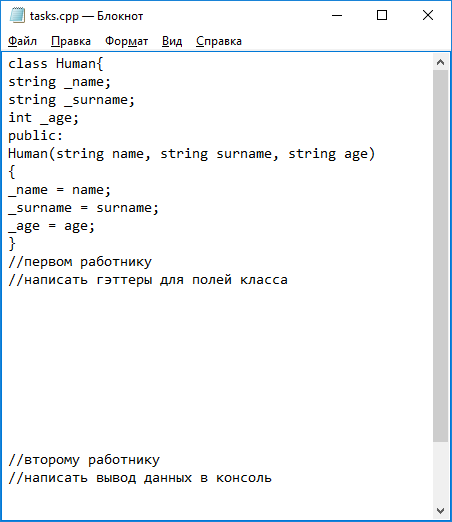 tasks.cpp — Блокнот
Файл Правка Формат Вид Справка
class Human{
string _name;
string _surname;
int _age;
public:
Human(string name, string surname, string age)
{
_name = name;
_surname = surname;
_age = age;
}
//первом работнику
//написать гэттеры для полей класса
//второму работнику
//написать вывод данных в консоль